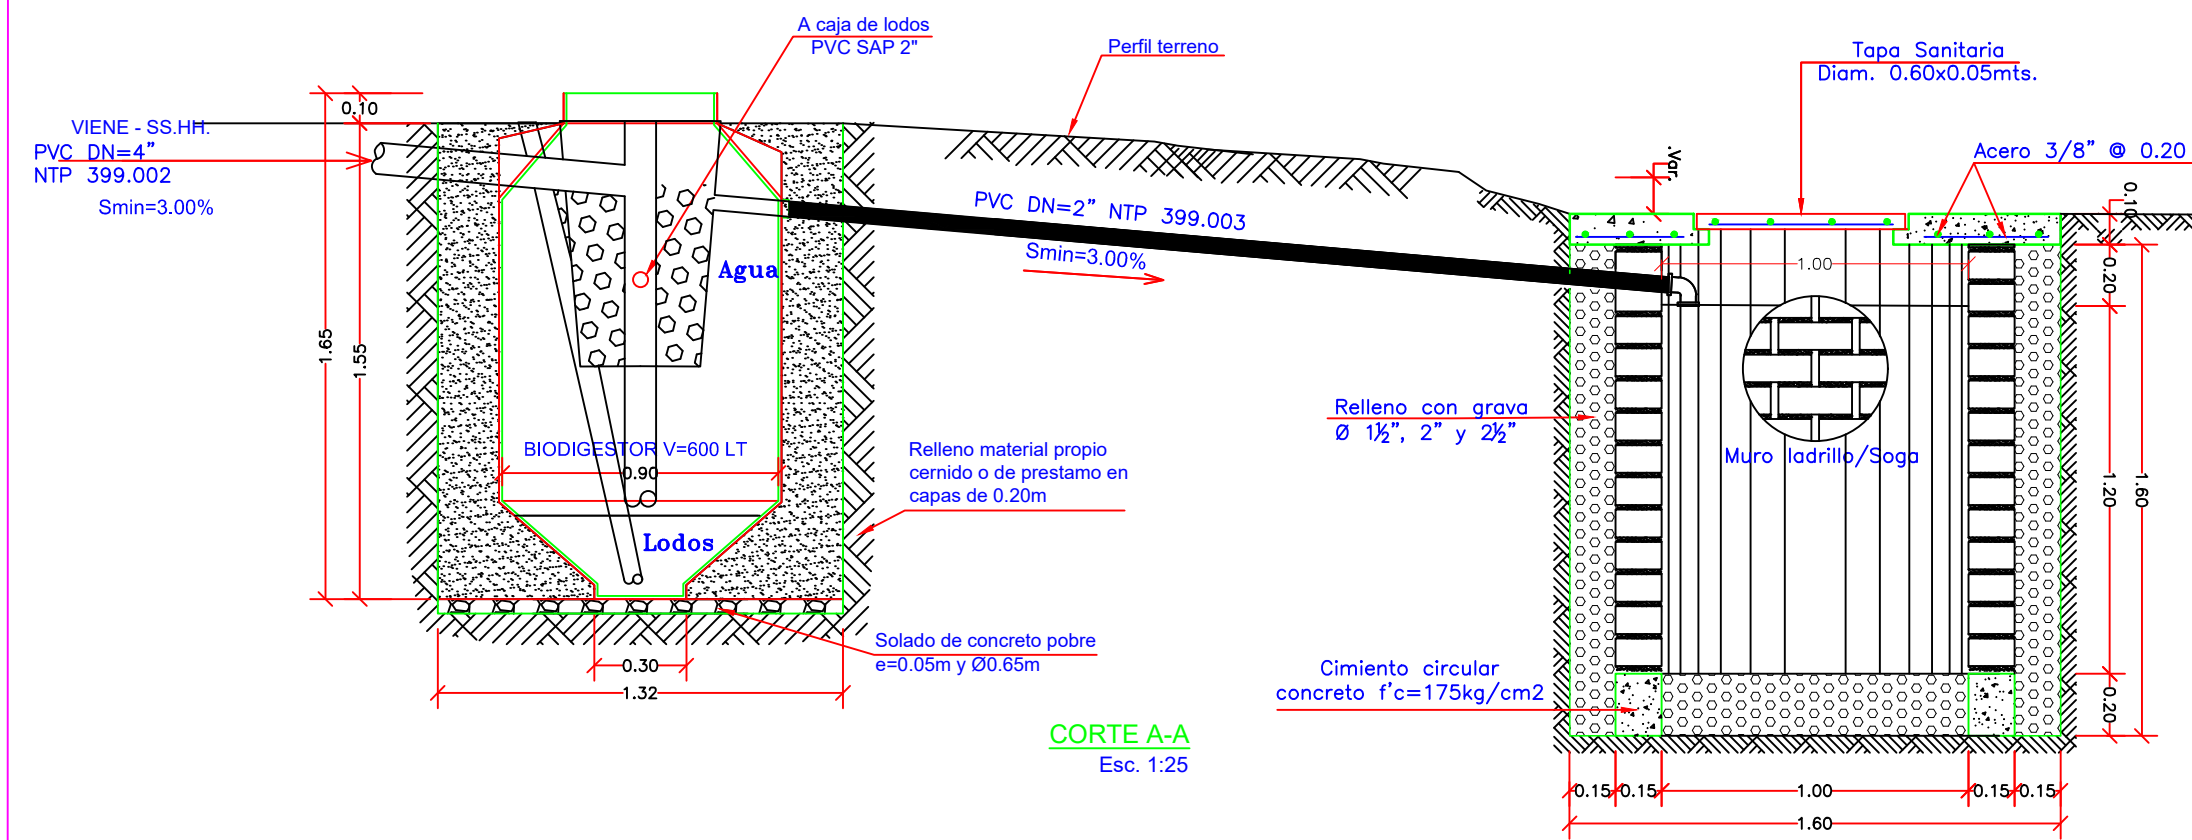 A caja de lodos
PVC SAP 2"
Perfil terreno
Tapa Sanitaria
Diam. 0.60x0.05mts.
0.10
VIENE - SS.HH.
PVC DN=4”
NTP 399.002
Smin=3.00%
.Var.
Acero 3/8” @ 0.20
0.10
PVC DN=2” NTP 399.003
Smin=3.00%
Agua
1.00
0.20
1.65
1.55
Relleno con grava
Ø 1½”, 2” y 2½”
BIODIGESTOR V=600 LT
0.90
Relleno material propio
cernido o de prestamo en
capas de 0.20m
Muro ladrillo/Soga
1.20
1.60
Lodos
Solado de concreto pobre
e=0.05m y Ø0.65m
0.30
1.32
Cimiento circular
concreto f'c=175kg/cm2
0.20
CORTE A-A
Esc. 1:25
0.15
0.15
1.00
0.15
0.15
1.60